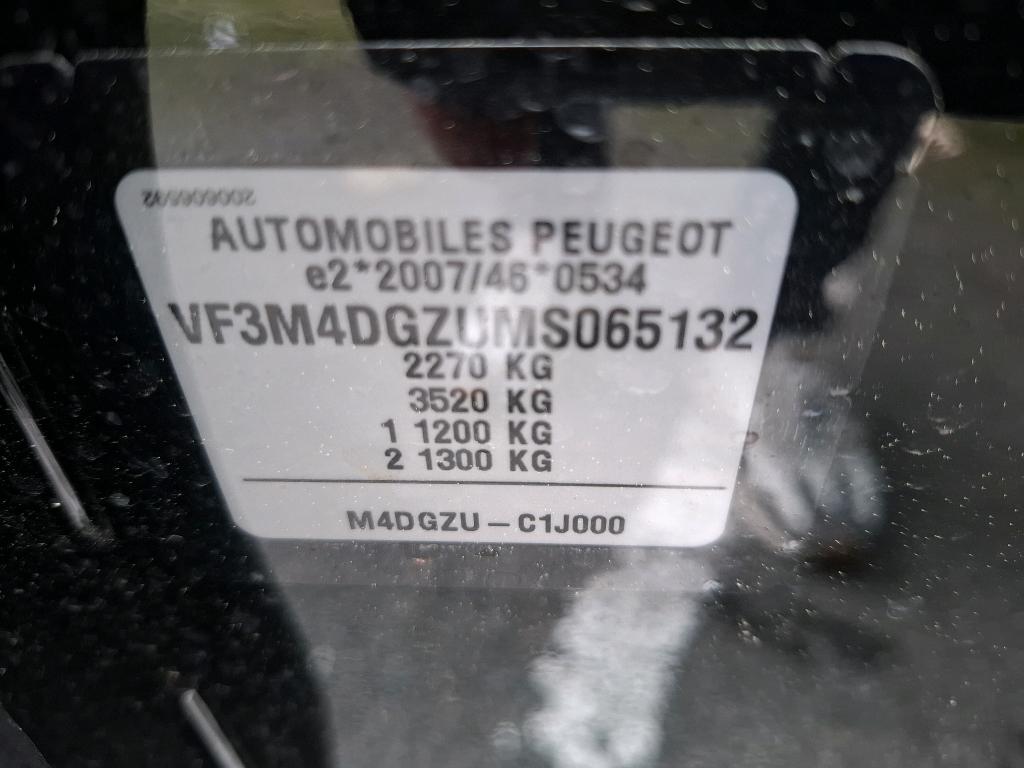 200606592
AUTOMOBILES PEUGEOT
e2*2007/46*0534
VF3M4DGZUMS065132
2270 KG
3520 KG
1 1200 KG
2 1300 KG
M4DGZU – C1J000